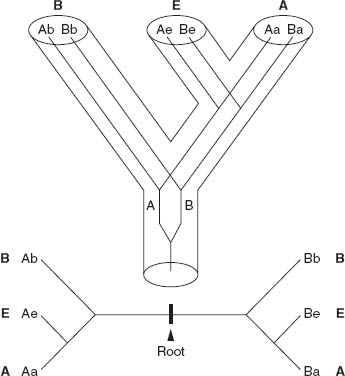 B E A
Ab Bb Ae Be Aa Ba
A B
B Ab Bb B
E Ae Be E
Root
A Aa Ba A